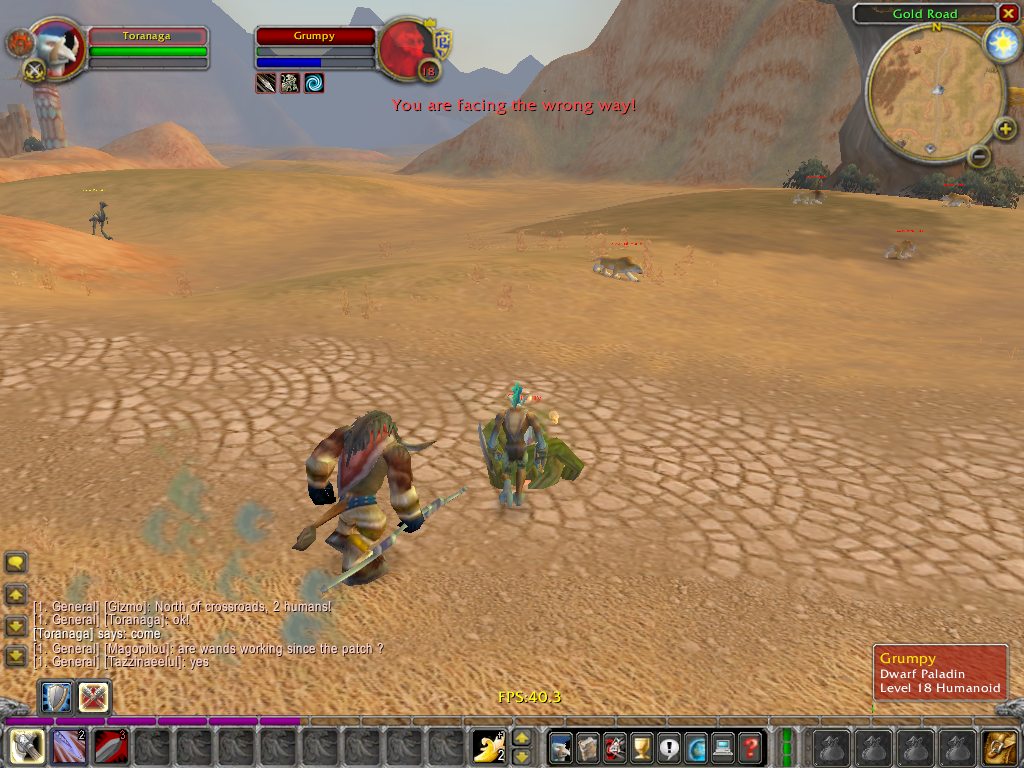 Gold Road
Toranaga
Grumpy
N
18
You are facing the wrong way!
[1. General] [Gizmo]: North of crossroads, 2 humans!
[1. General] [Toranaga]: ok!
[Toranaga] says: come
[1. General] [Magopilou]: are wands working since the patch ?
[1. General] [TazZinaeelul]: yes
Grumpy
Dwarf Paladin
Level 18 Humanoid
FPS:40.3
2
3
2